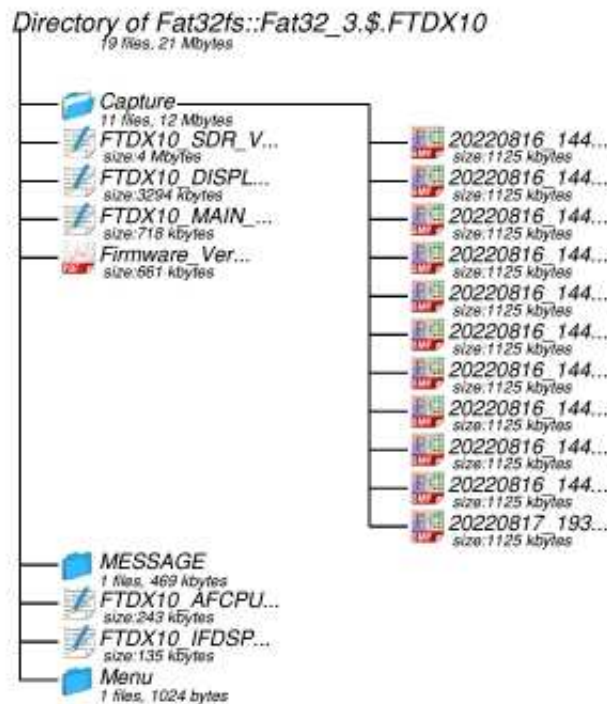 Directory of Fat32fs::Fat32_3.$.FTDX10
19 files, 21 Mbytes
Capture
11 files, 12 Mbytes
FTDX10_SDR_V...
size:4 Mbytes
FTDX10_DISPL...
size:3294 kbytes
FTDX10_MAIN_...
size:718 kbytes
Firmware_Ver...
size:661 kbytes
20220816_144...
size:1125 kbytes
20220816_144...
size:1125 kbytes
20220816_144...
size:1125 kbytes
20220816_144...
size:1125 kbytes
20220816_144...
size:1125 kbytes
20220816_144...
size:1125 kbytes
20220816_144...
size:1125 kbytes
20220816_144...
size:1125 kbytes
20220816_144...
size:1125 kbytes
20220816_144...
size:1125 kbytes
20220817_193...
size:1125 kbytes
MESSAGE
1 files, 469 kbytes
FTDX10_AFCPU...
size:243 kbytes
FTDX10_IFDSP...
size:135 kbytes
Menu
1 files, 1024 bytes